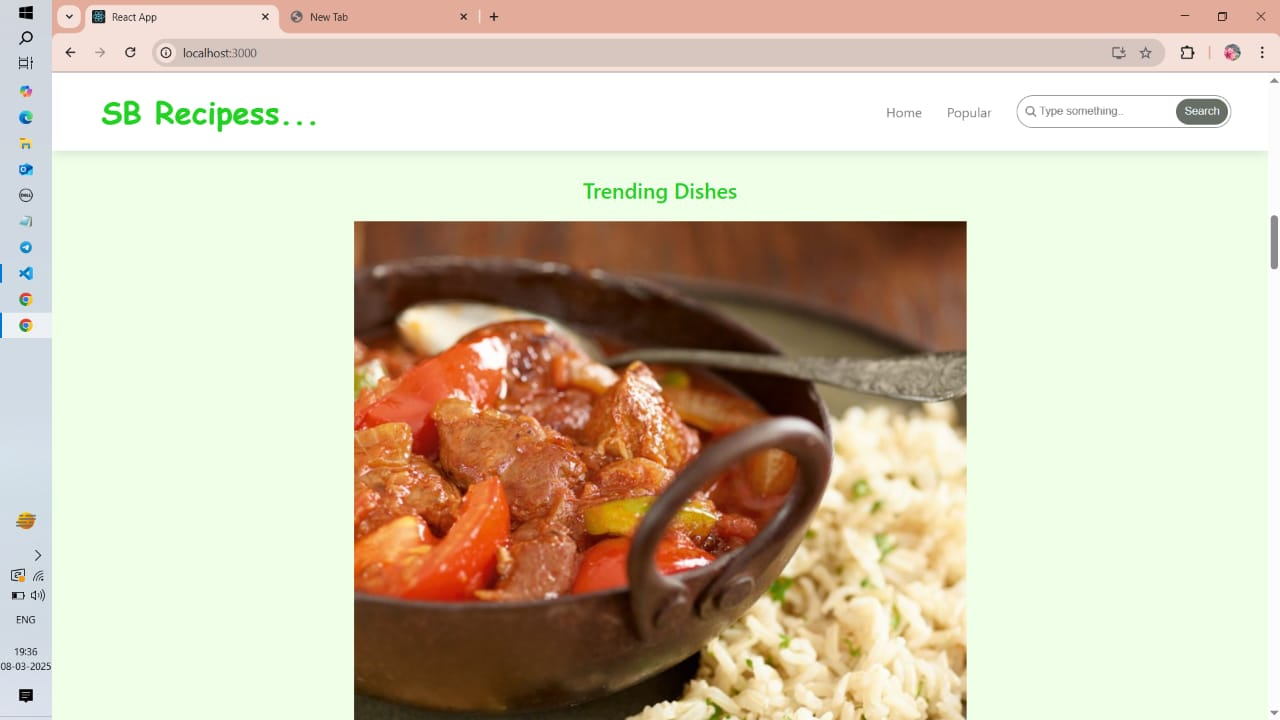 React App
New Tab
localhost:3000
SB Recipess...
Home
Popular
Type something..
Search
Trending Dishes
DELL
ENG
19:36
08-03-2025